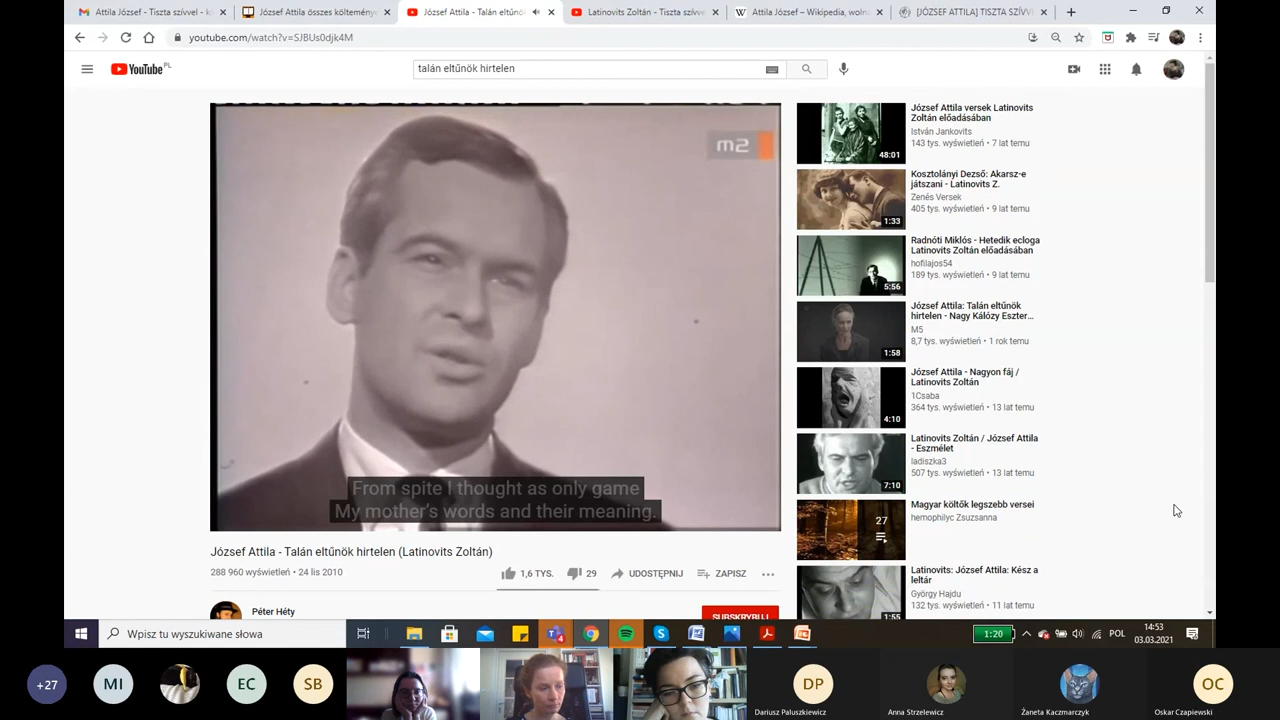 Attila József - Tiszta szívvel - ko
József Attila összes költeménye
József Attila - Talán eltűnö
Latinovits Zoltán - Tiszta szívve
Attila József – Wikipedia, woln
[JÓZSEF ATTILA] TISZTA SZÍVV
youtube.com/watch?v=SJBUs0djk4M
YouTube PL
talán eltűnök hirtelen
m2
From spite I thought as only game
My mother's words and their meaning.
József Attila - Talán eltűnök hirtelen (Latinovits Zoltán)
288 960 wyświetleń • 24 lis 2010
1,6 TYS.
29
UDOSTĘPNIJ
ZAPISZ
Péter Héty
SUBSKRYBUJ
József Attila versek Latinovits
Zoltán előadásában
István Jankovits
143 tys. wyświetleń • 7 lat temu
48:01
Kosztolányi Dezső: Akarsz-e
játszani - Latinovits Z.
Zenés Versek
405 tys. wyświetleń • 9 lat temu
1:33
Radnóti Miklós - Hetedik ecloga
Latinovits Zoltán előadásában
hofilajos54
189 tys. wyświetleń • 9 lat temu
5:56
József Attila: Talán eltűnök
hirtelen - Nagy Kálózy Eszter...
M5
8,7 tys. wyświetleń • 1 rok temu
1:58
József Attila - Nagyon fáj /
Latinovits Zoltán
1Csaba
364 tys. wyświetleń • 13 lat temu
4:10
Latinovits Zoltán / József Attila
- Eszmélet
ladiszka3
507 tys. wyświetleń • 13 lat temu
7:10
Magyar költők legszebb versei
hemophilyc Zsuzsanna
27
Latinovits: József Attila: Kész a
leltár
György Hajdu
132 tys. wyświetleń • 11 lat temu
1:55
Wpisz tu wyszukiwane słowa
1:20
POL
14:53
03.03.2021
+27
MI
EC
SB
DP
Dariusz Paluszkiewicz
Anna Strzelewicz
Żaneta Kaczmarczyk
OC
Oskar Czapiewski